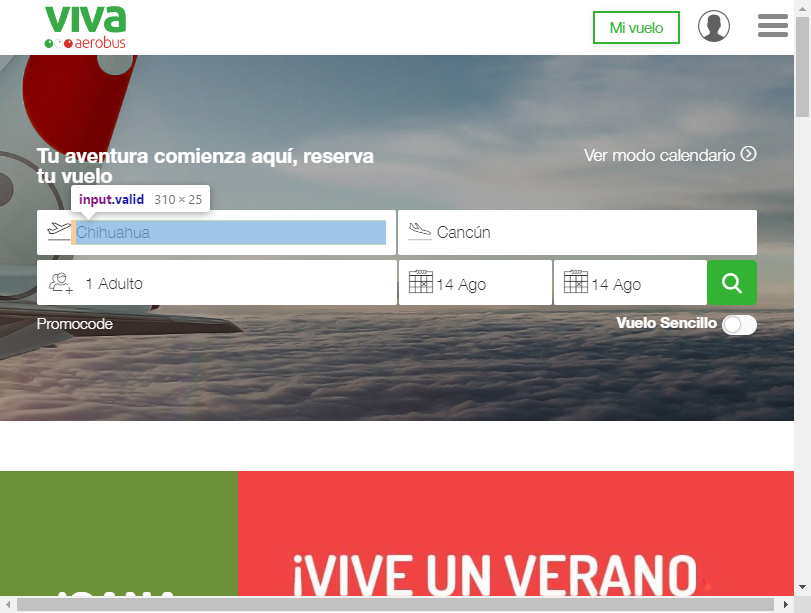 viva
aerobus
Mi vuelo
Tu aventura comienza aquí, reserva
tu vuelo
Ver modo calendario
input.valid 310 × 25
Chihuahua
Cancún
1 Adulto
14 Ago
14 Ago
Promocode
Vuelo Sencillo
¡VIVE UN VERANO